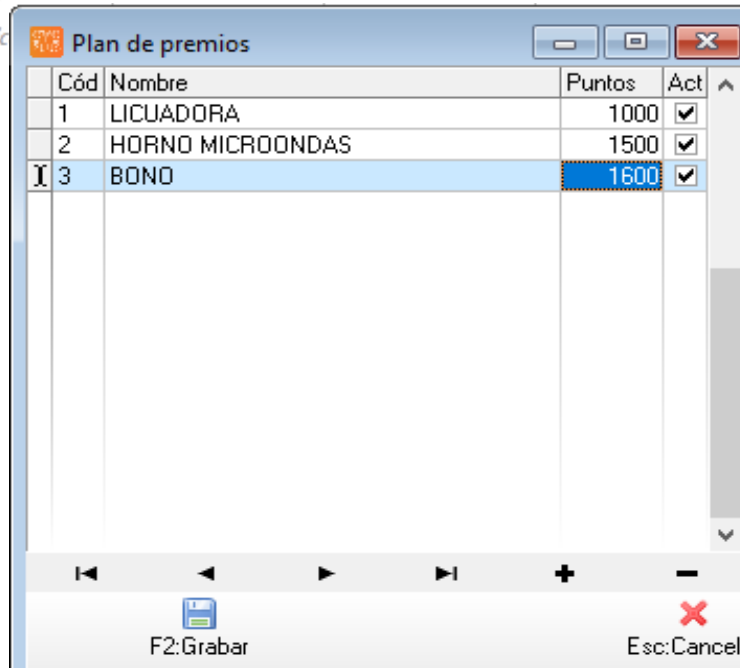 Plan de premios
Cód Nombre Puntos Act
1 LICUADORA 1000
2 HORNO MICROONDAS 1500
3 BONO 1600
F2:Grabar Esc:Cancel